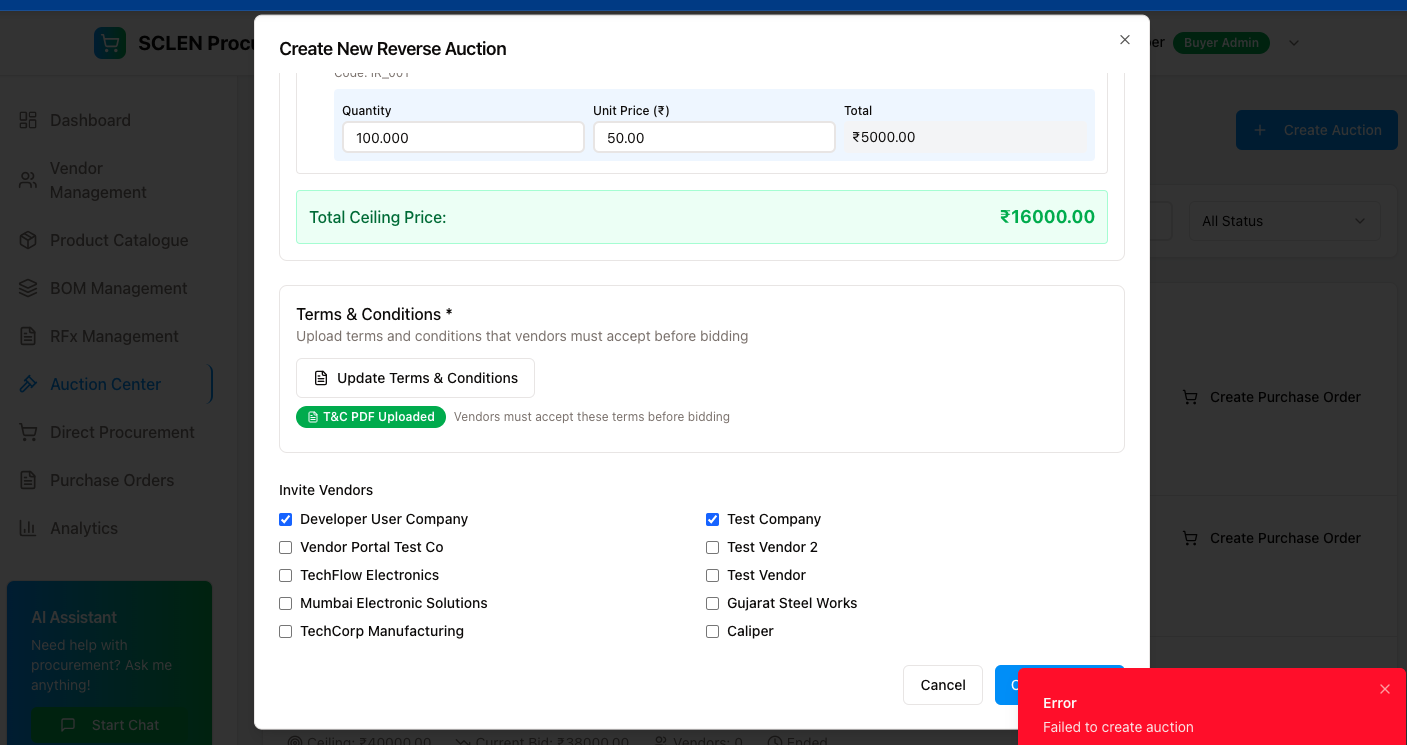 SCLEN Procu
Create New Reverse Auction
Buyer Admin
Code: IR_001
Quantity
Unit Price (₹)
Total
100.000
50.00
₹5000.00
Total Ceiling Price:
₹16000.00
Terms & Conditions *
Upload terms and conditions that vendors must accept before bidding
Update Terms & Conditions
T&C PDF Uploaded
Vendors must accept these terms before bidding
Invite Vendors
Developer User Company
Test Company
Vendor Portal Test Co
Test Vendor 2
TechFlow Electronics
Test Vendor
Mumbai Electronic Solutions
Gujarat Steel Works
TechCorp Manufacturing
Caliper
Cancel
Error
Failed to create auction
Dashboard
Vendor
Management
Product Catalogue
BOM Management
RFx Management
Auction Center
Direct Procurement
Purchase Orders
Analytics
AI Assistant
Need help with
procurement? Ask me
anything!
Start Chat
Create Auction
All Status
Create Purchase Order
Create Purchase Order
Ceiling: ₹40000.00
Current Bid: ₹38000.00
Vendors: 0
Ended